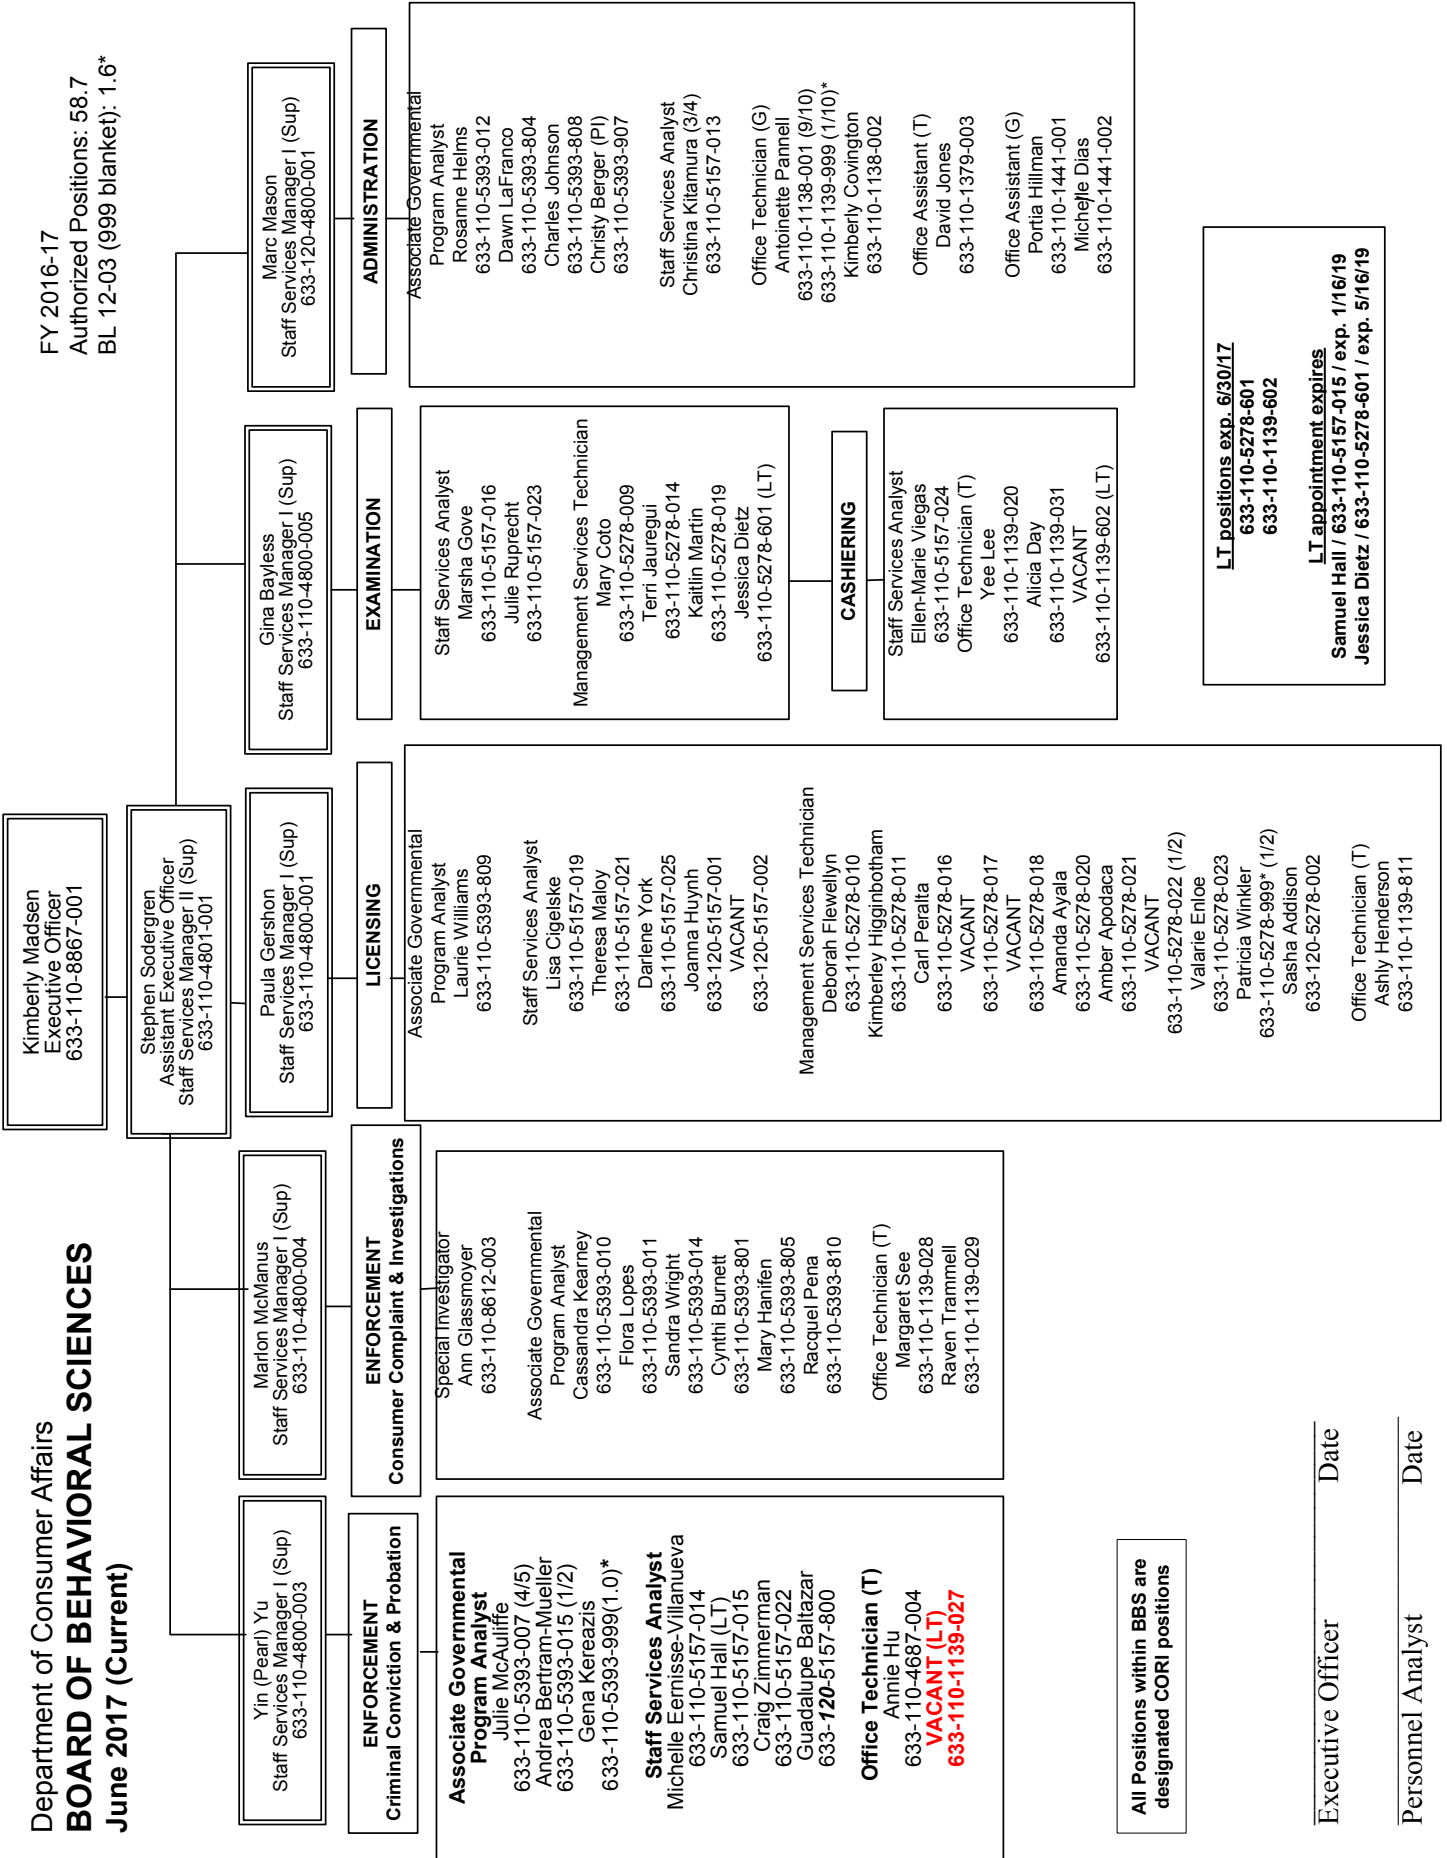 Department of Consumer Affairs
BOARD OF BEHAVIORAL SCIENCES
June 2017 (Current)
FY 2016-17
Authorized Positions: 58.7
BL 12-03 (999 blanket): 1.6*
Kimberly Madsen
Executive Officer
633-110-8867-001
Stephen Sodergren
Assistant Executive Officer
Staff Services Manager II (Sup)
633-110-4801-001
Yin (Pearl) Yu
Staff Services Manager I (Sup)
633-110-4800-003
ENFORCEMENT
Criminal Conviction & Probation
Associate Governmental
Program Analyst
Julie McAuliffe
633-110-5393-007 (4/5)
Andrea Bertram-Mueller
633-110-5393-015 (1/2)
Gena Kereazis
633-110-5393-999(1.0)*
Staff Services Analyst
Michelle Eernisse-Villanueva
633-110-5157-014
Samuel Hall (LT)
633-110-5157-015
Craig Zimmerman
633-110-5157-022
Guadalupe Baltazar
633-120-5157-800
Office Technician (T)
Annie Hu
633-110-4687-004
VACANT (LT)
633-110-1139-027
Marlon McManus
Staff Services Manager I (Sup)
633-110-4800-004
ENFORCEMENT
Consumer Complaint & Investigations
Special Investigator
Ann Glassmoyer
633-110-8612-003
Associate Governmental
Program Analyst
Cassandra Kearney
633-110-5393-010
Flora Lopes
633-110-5393-011
Sandra Wright
633-110-5393-014
Cynthi Burnett
633-110-5393-801
Mary Hanifen
633-110-5393-805
Racquel Pena
633-110-5393-810
Office Technician (T)
Margaret See
633-110-1139-028
Raven Trammell
633-110-1139-029
Paula Gershon
Staff Services Manager I (Sup)
633-110-4800-001
LICENSING
Associate Governmental
Program Analyst
Laurie Williams
633-110-5393-809
Staff Services Analyst
Lisa Cigelske
633-110-5157-019
Theresa Maloy
633-110-5157-021
Darlene York
633-110-5157-025
Joanna Huynh
633-120-5157-001
VACANT
633-120-5157-002
Management Services Technician
Deborah Flewellyn
633-110-5278-010
Kimberley Higginbotham
633-110-5278-011
Carl Peralta
633-110-5278-016
VACANT
633-110-5278-017
VACANT
633-110-5278-018
Amanda Ayala
633-110-5278-020
Amber Apodaca
633-110-5278-021
VACANT
633-110-5278-022 (1/2)
Valarie Enloe
633-110-5278-023
Patricia Winkler
633-110-5278-999* (1/2)
Sasha Addison
633-120-5278-002
Office Technician (T)
Ashly Henderson
633-110-1139-811
Gina Bayless
Staff Services Manager I (Sup)
633-110-4800-005
EXAMINATION
Staff Services Analyst
Marsha Gove
633-110-5157-016
Julie Ruprecht
633-110-5157-023
Management Services Technician
Mary Coto
633-110-5278-009
Terri Jauregui
633-110-5278-014
Kaitlin Martin
633-110-5278-019
Jessica Dietz
633-110-5278-601 (LT)
CASHIERING
Staff Services Analyst
Ellen-Marie Viegas
633-110-5157-024
Office Technician (T)
Yee Lee
633-110-1139-020
Alicia Day
633-110-1139-031
VACANT
633-110-1139-602 (LT)
Marc Mason
Staff Services Manager I (Sup)
633-120-4800-001
ADMINISTRATION
Associate Governmental
Program Analyst
Rosanne Helms
633-110-5393-012
Dawn LaFranco
633-110-5393-804
Charles Johnson
633-110-5393-808
Christy Berger (PI)
633-110-5393-907
Staff Services Analyst
Christina Kitamura (3/4)
633-110-5157-013
Office Technician (G)
Antoinette Pannell
633-110-1138-001 (9/10)
633-110-1139-999 (1/10)*
Kimberly Covington
633-110-1138-002
Office Assistant (T)
David Jones
633-110-1379-003
Office Assistant (G)
Portia Hillman
633-110-1441-001
Michelle Dias
633-110-1441-002
LT positions exp. 6/30/17
633-110-5278-601
633-110-1139-602
LT appointment expires
Samuel Hall / 633-110-5157-015 / exp. 1/16/19
Jessica Dietz / 633-110-5278-601 / exp. 5/16/19
All Positions within BBS are
designated CORI positions
Executive Officer Date
Personnel Analyst Date